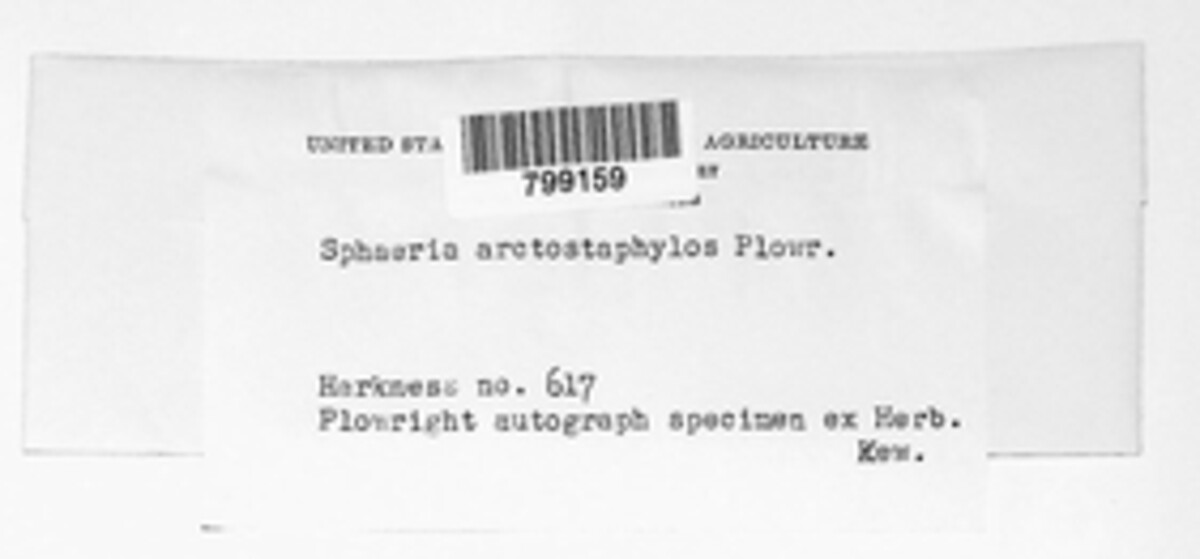 UNITED STA AGRICULTURE
799159
Sphaeria arctostaphylos Plowr.
Harkness no. 617
Plowright autograph specimen ex Herb.
Kew.